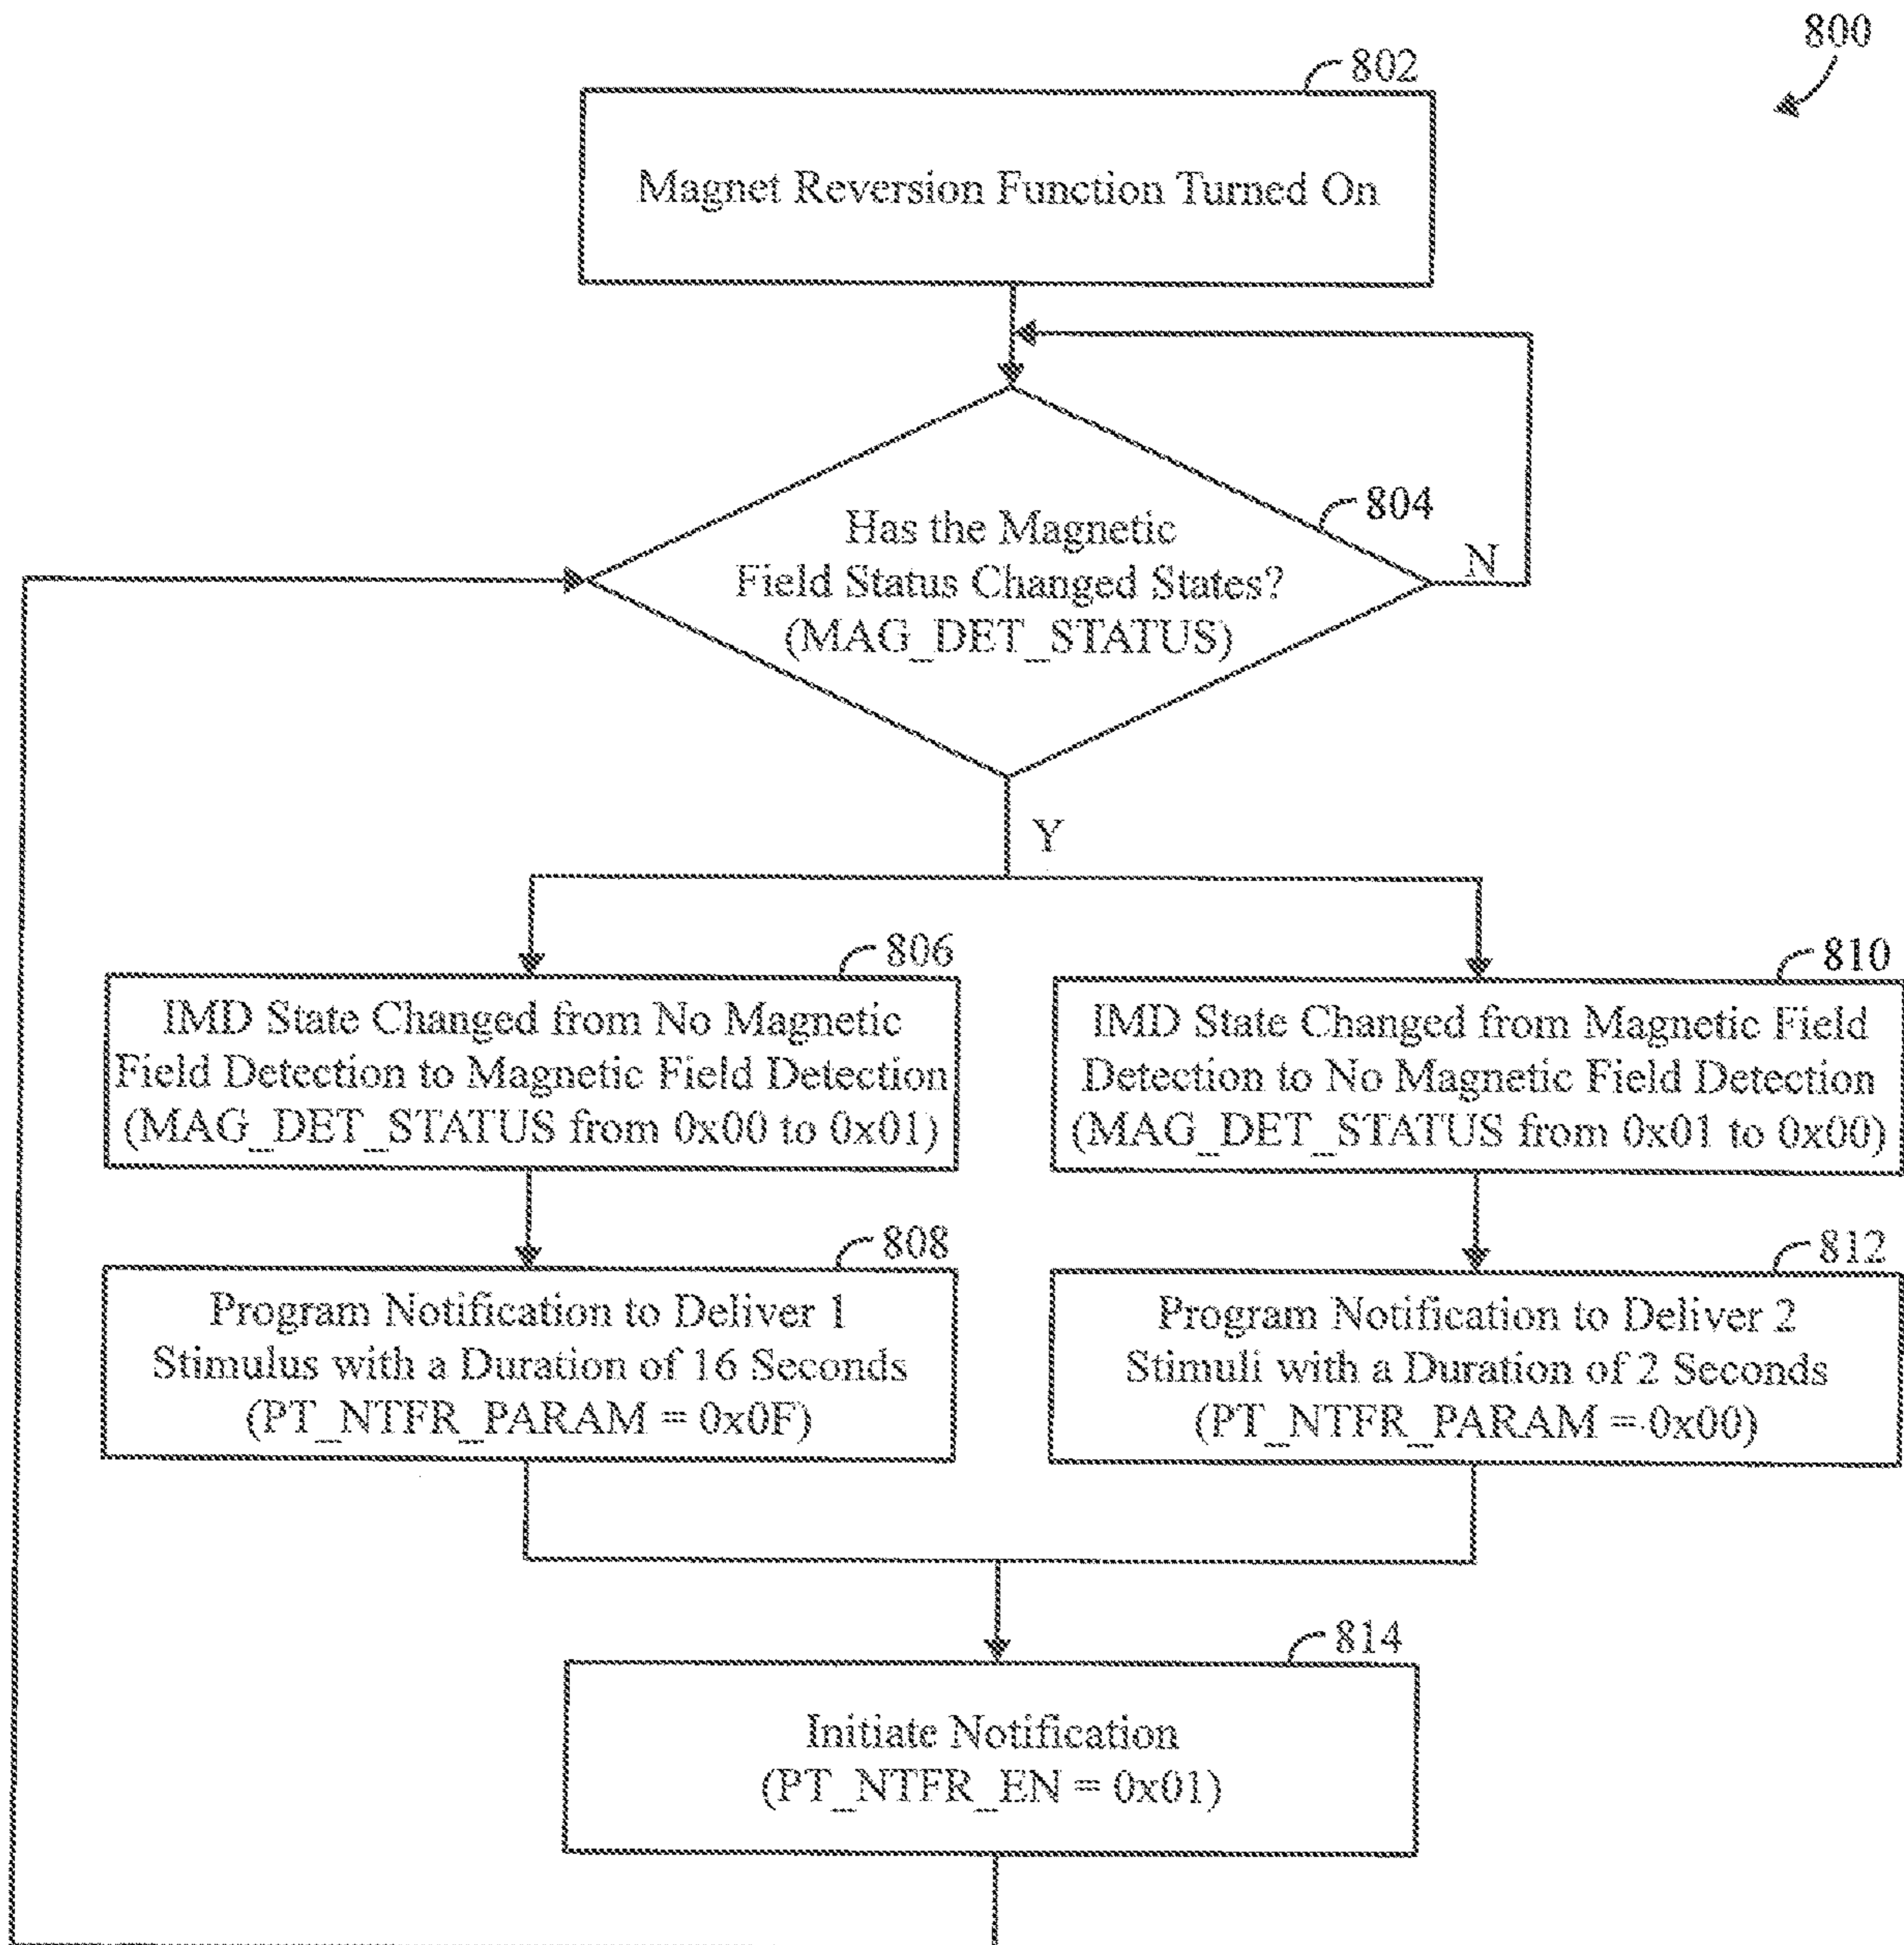 800
802
Magnet Reversion Function Turned On
804
Has the Magnetic
Field Status Changed States?
(MAG_DET_STATUS)
N
Y
806
IMD State Changed from No Magnetic
Field Detection to Magnetic Field Detection
(MAG_DET_STATUS from 0x00 to 0x01)
810
IMD State Changed from Magnetic Field
Detection to No Magnetic Field Detection
(MAG_DET_STATUS from 0x01 to 0x00)
808
Program Notification to Deliver 1
Stimulus with a Duration of 16 Seconds
(PT_NTFR_PARAM = 0x0F)
812
Program Notification to Deliver 2
Stimuli with a Duration of 2 Seconds
(PT_NTFR_PARAM = 0x00)
814
Initiate Notification
(PT_NTFR_EN = 0x01)